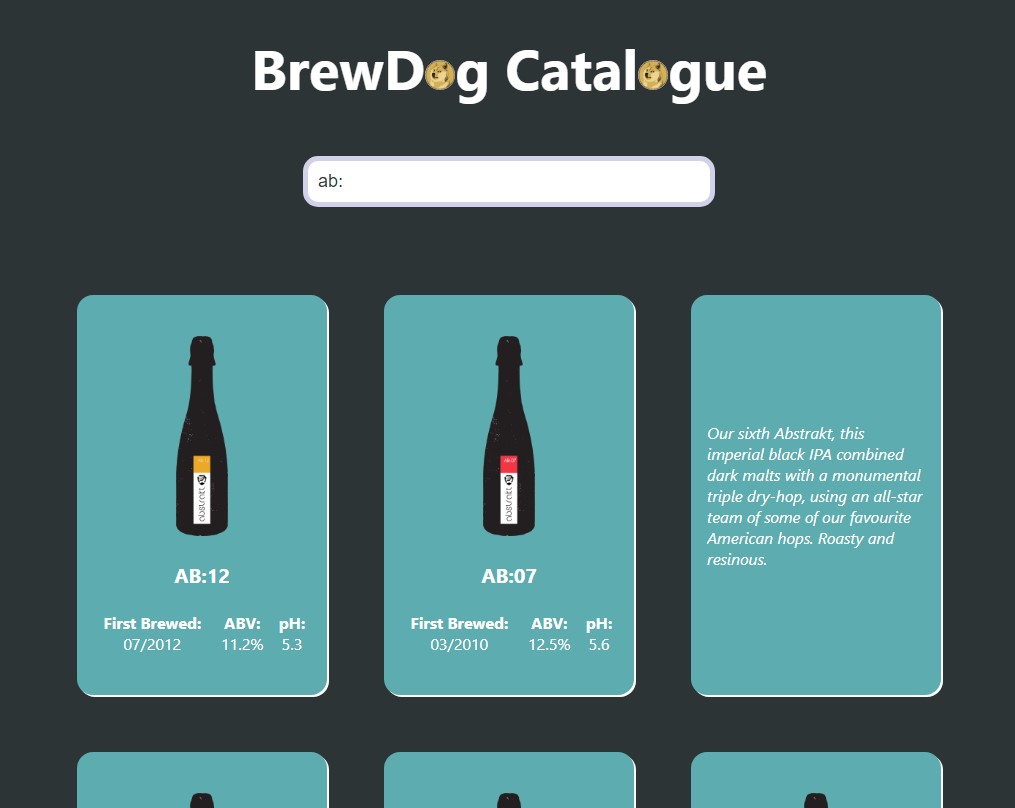 BrewDog Catalogue
ab:
AB:12
First Brewed: ABV: pH:
07/2012 11.2% 5.3
AB:07
First Brewed: ABV: pH:
03/2010 12.5% 5.6
Our sixth Abstrakt, this
imperial black IPA combined
dark malts with a monumental
triple dry-hop, using an all-star
team of some of our favourite
American hops. Roasty and
resinous.